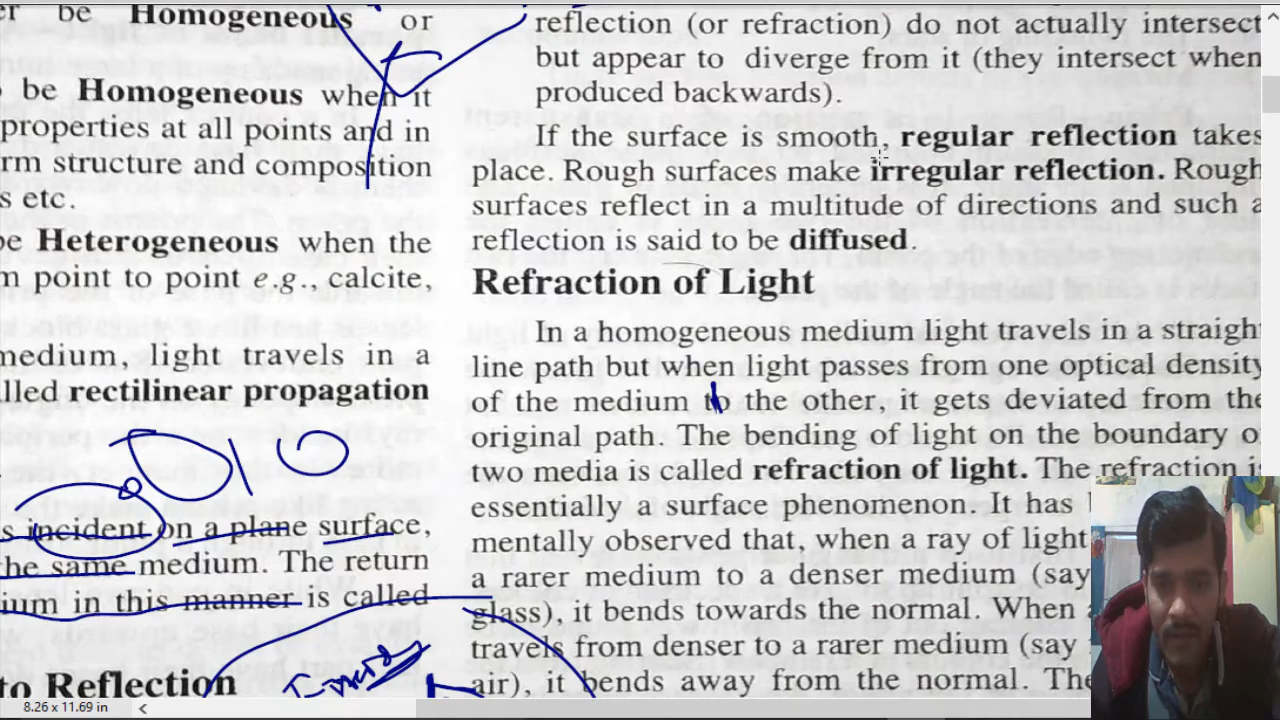 er be Homogeneous or
o be Homogeneous when it
properties at all points and in
rm structure and composition
s etc.
be Heterogeneous when the
m point to point e.g., calcite,
medium, light travels in a
lled rectilinear propagation
s incident on a plane surface,
the same medium. The return
ium in this manner is called
to Reflection
reflection (or refraction) do not actually intersect
but appear to diverge from it (they intersect when
produced backwards).
If the surface is smooth, regular reflection takes
place. Rough surfaces make irregular reflection. Rough
surfaces reflect in a multitude of directions and such a
reflection is said to be diffused.
Refraction of Light
In a homogeneous medium light travels in a straigh
line path but when light passes from one optical density
of the medium to the other, it gets deviated from the
original path. The bending of light on the boundary o
two media is called refraction of light. The refraction i
essentially a surface phenomenon. It has
mentally observed that, when a ray of light
a rarer medium to a denser medium (say
glass), it bends towards the normal. When
travels from denser to a rarer medium (say
air), it bends away from the normal. The
8.26 x 11.69 in